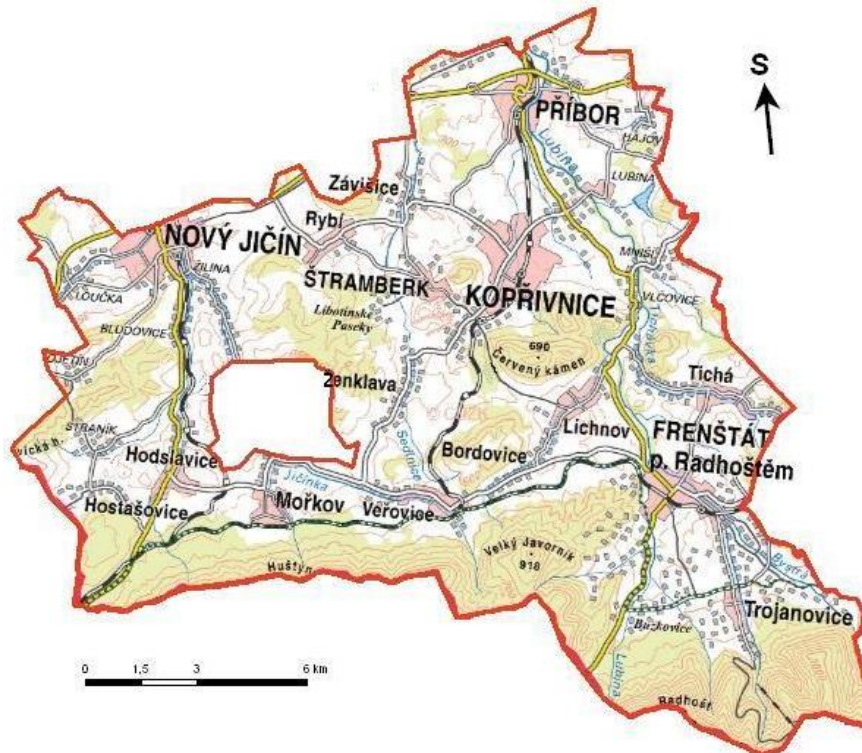 S
PŘÍBOR
HÁJOV
Lubina
LUBINA
Závišice
Rybí
NOVÝ JIČÍN
ŽILINA
ŠTRAMBERK
KOPŘIVNICE
MNIŠÍ
VLČOVICE
LOUČKA
Libotínské
Paseky
BLUDOVICE
690
Červený kámen
Ženklava
Tichá
STRANÍK
Lichnov
FRENŠTÁT
p. Radhoštěm
Bordovice
Sedlnice
Hodslavice
Jičínka
Mořkov
Veřovice
Hostašovice
Velký Javorník
918
Huštýn
Bystrá
Trojanovice
Buzkovice
Lubina
Radhošť
0 1,5 3 6 km